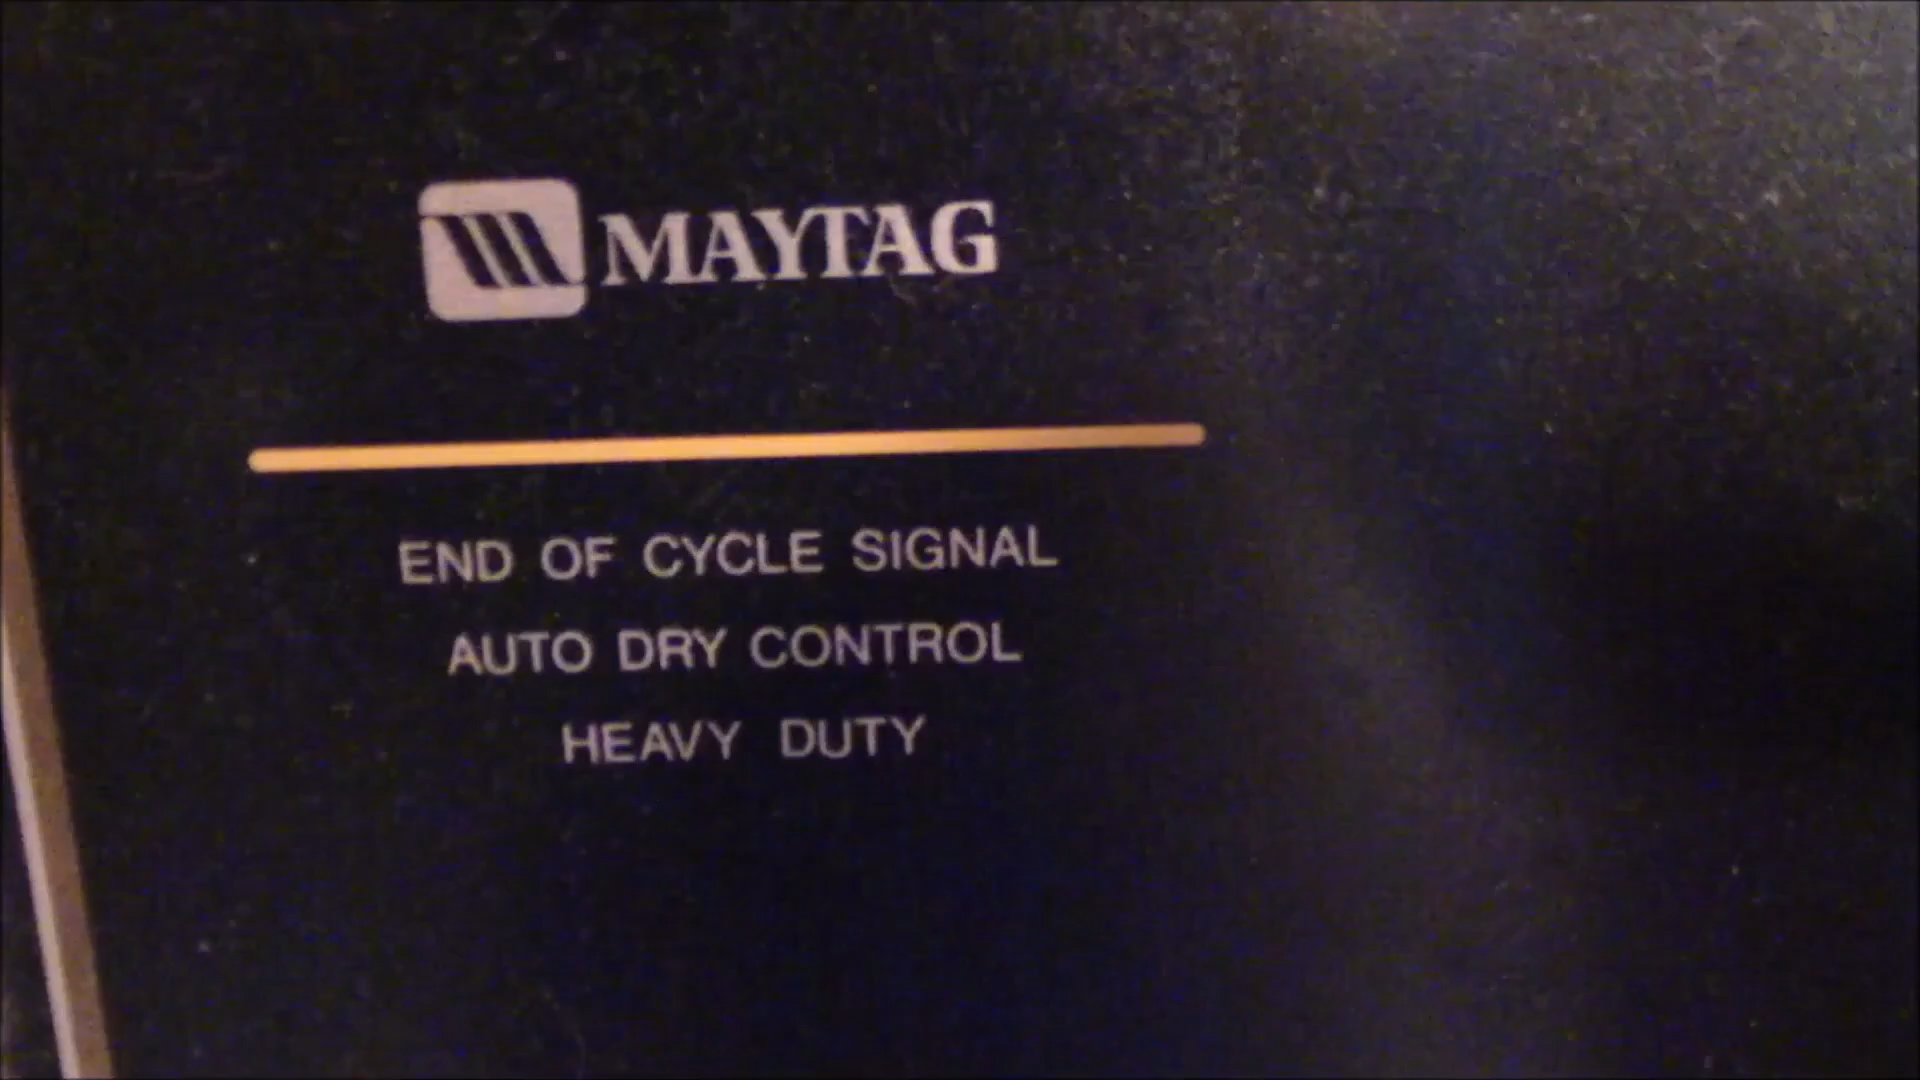 MAYTAG
END OF CYCLE SIGNAL
AUTO DRY CONTROL
HEAVY DUTY